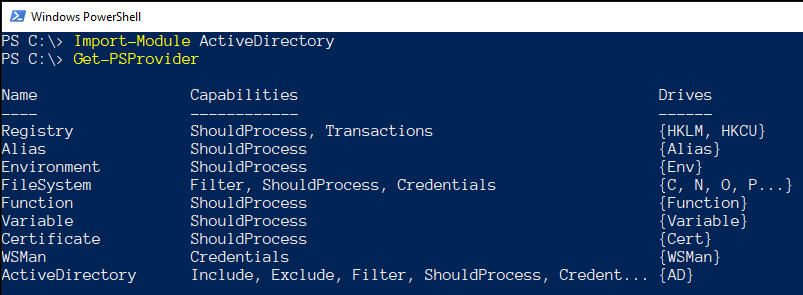 Windows PowerShell
PS C:\> Import-Module ActiveDirectory
PS C:\> Get-PSProvider
Name Capabilities Drives
---- ------------ ------
Registry ShouldProcess, Transactions {HKLM, HKCU}
Alias ShouldProcess {Alias}
Environment ShouldProcess {Env}
FileSystem Filter, ShouldProcess, Credentials {C, N, O, P...}
Function ShouldProcess {Function}
Variable ShouldProcess {Variable}
Certificate ShouldProcess {Cert}
WSMan Credentials {WSMan}
ActiveDirectory Include, Exclude, Filter, ShouldProcess, Credent... {AD}